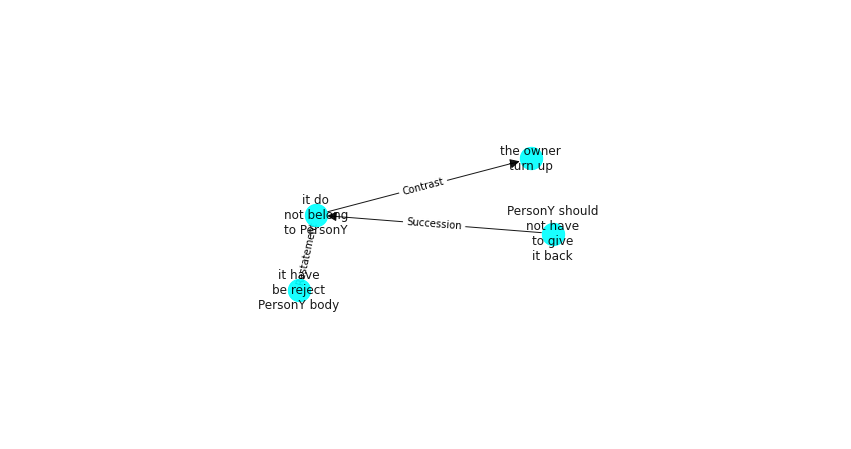 the owner
turn up
Contrast
it do
not belong
to PersonY
PersonY should
not have
to give
it back
Succession
it have
be reject
PersonY body